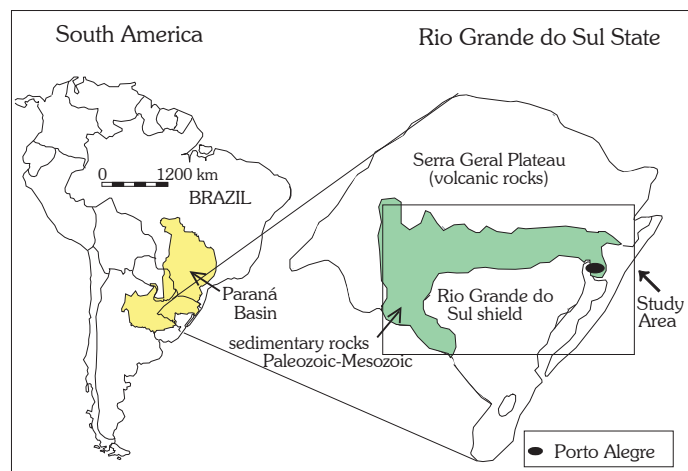 South America
Rio Grande do Sul State
0 1200 km
BRAZIL
Paraná
Basin
Serra Geral Plateau
(volcanic rocks)
Rio Grande do
Sul shield
Study
Area
sedimentary rocks
Paleozoic-Mesozoic
Porto Alegre